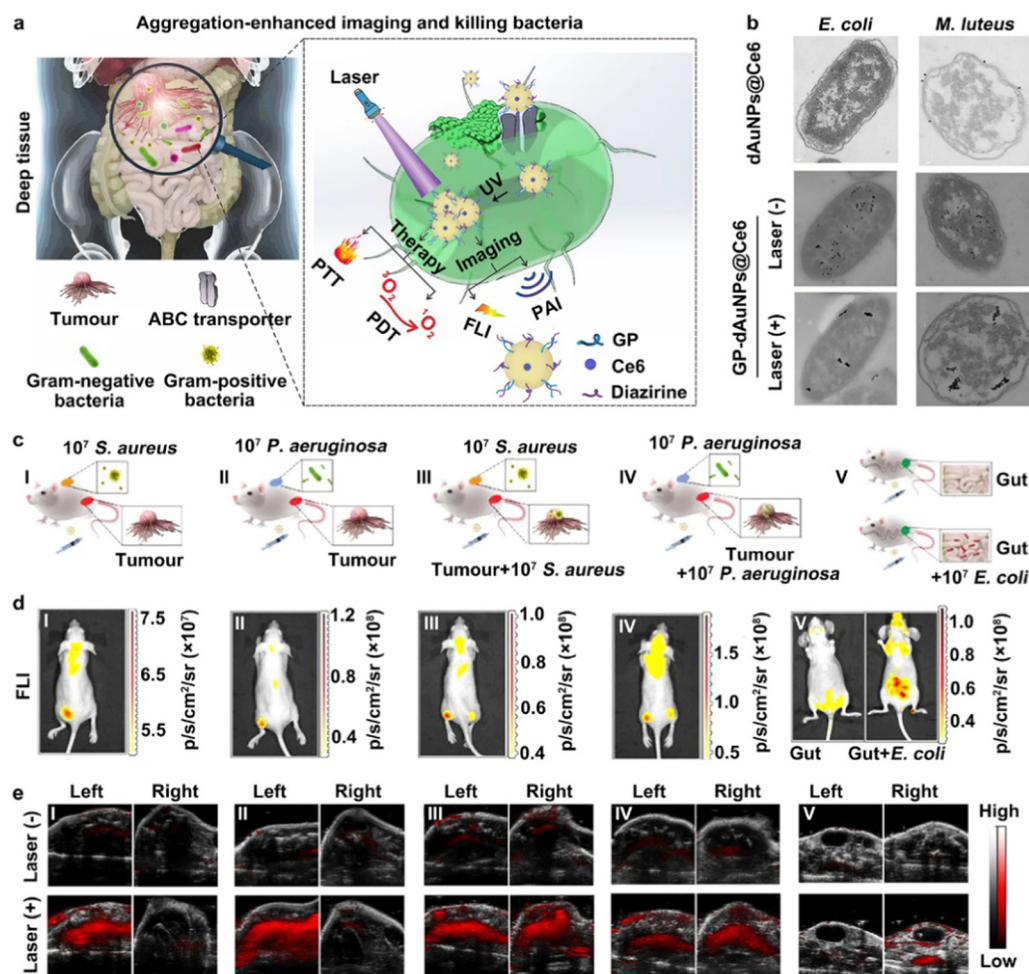 a Aggregation-enhanced imaging and killing bacteria
Deep tissue
Laser
UV
Therapy
Imaging
PTT
³O₂
PDT
¹O₂
FLI
PAI
GP
Ce6
Diazirine
Tumour
ABC transporter
Gram-negative
bacteria
Gram-positive
bacteria
b E. coli M. luteus
dAuNPs@Ce6
GP-dAuNPs@Ce6
Laser (-)
Laser (+)
c 10⁷ S. aureus 10⁷ P. aeruginosa 10⁷ S. aureus 10⁷ P. aeruginosa
I II III IV V
Gut
Tumour Tumour Tumour+10⁷ S. aureus
Tumour
+10⁷ P. aeruginosa
Gut
+10⁷ E. coli
d
FLI
I
7.5
6.5
5.5
p/s/cm²/sr (×10⁷)
II
1.2
0.8
0.4
p/s/cm²/sr (×10⁸)
III
1.0
0.8
0.6
0.4
p/s/cm²/sr (×10⁸)
IV
1.5
1.0
0.5
p/s/cm²/sr (×10⁸)
V
1.0
0.8
0.6
0.4
p/s/cm²/sr (×10⁸)
Gut Gut+E. coli
e Left Right Left Right Left Right Left Right Left Right
I II III IV V
Laser (-)
Laser (+)
High
Low